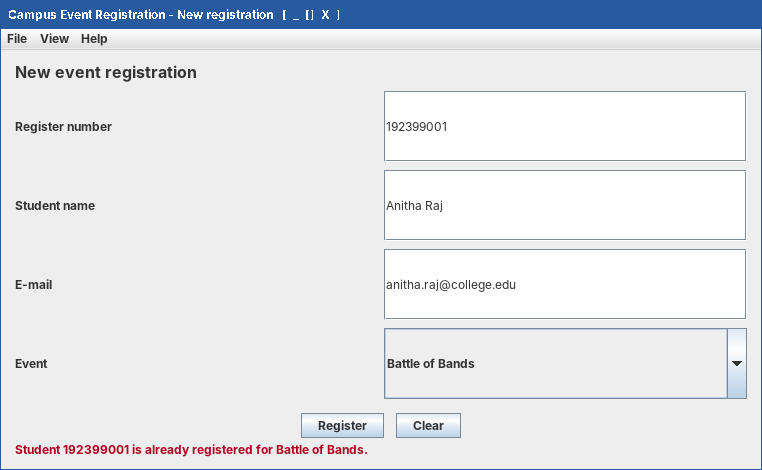 Campus Event Registration - New registration [ _ [] X ]
File View Help
New event registration
Register number 192399001
Student name Anitha Raj
E-mail anitha.raj@college.edu
Event Battle of Bands
Register Clear
Student 192399001 is already registered for Battle of Bands.